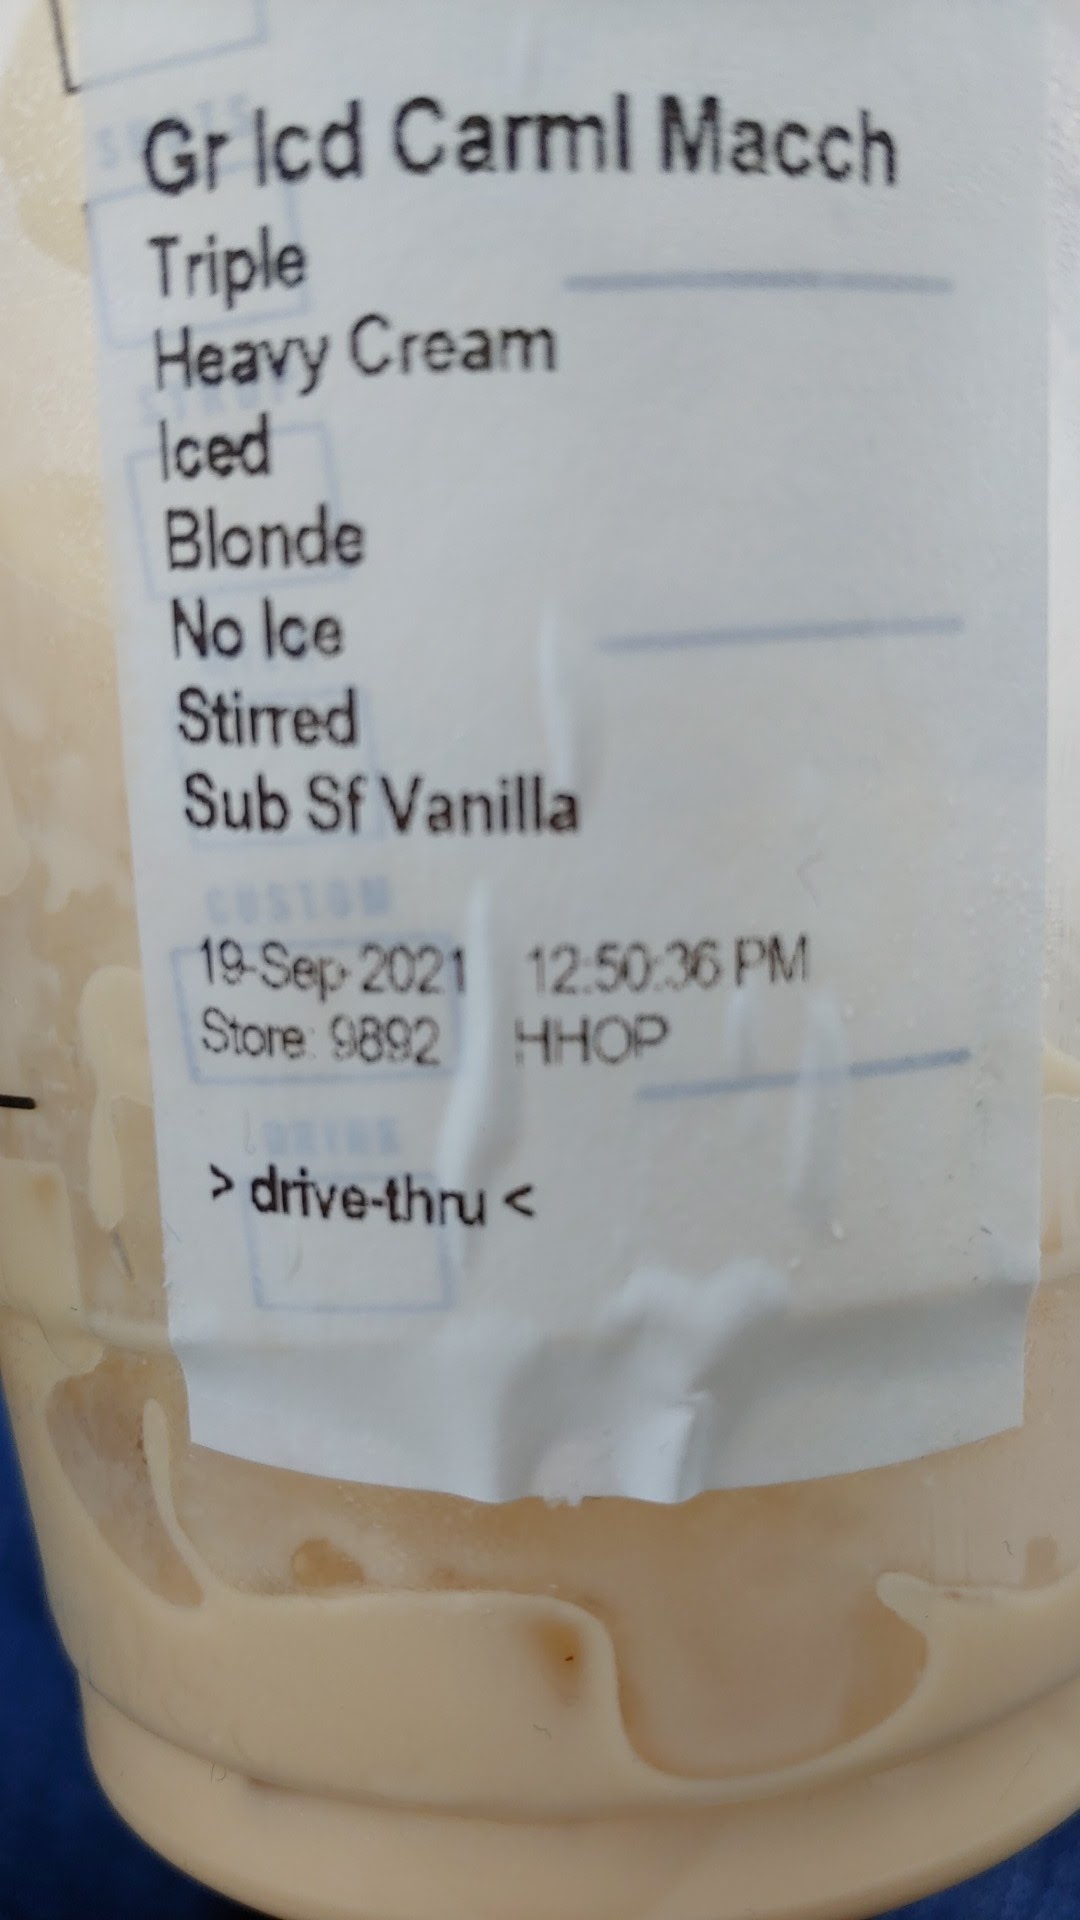 Gr Icd Carml Macch
Triple
Heavy Cream
Iced
Blonde
No Ice
Stirred
Sub Sf Vanilla
CUSTOM
19-Sep-2021 12:50:36 PM
Store: 9892 HHOP
> drive-thru <